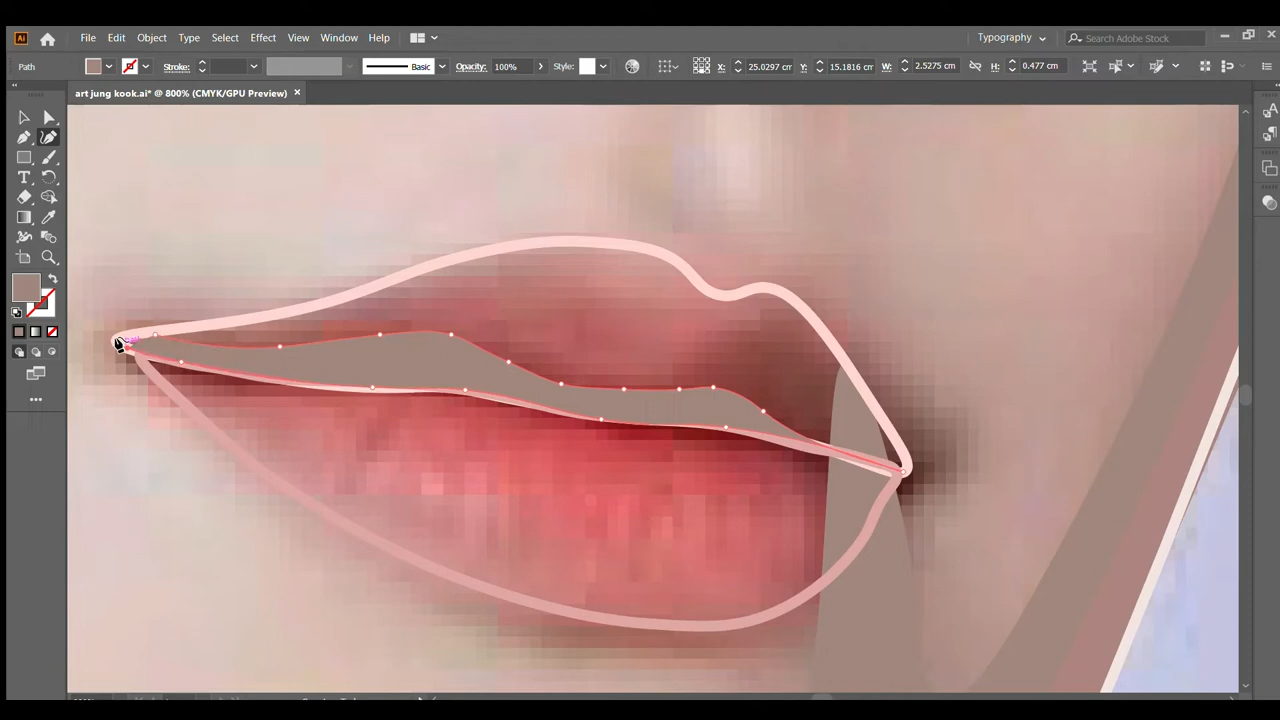 Ai File Edit Object Type Select Effect View Window Help Typography Search Adobe Stock
Path Stroke: Basic Opacity: 100% Style: X: 25.0297 cm Y: 15.1816 cm W: 2.5275 cm H: 0.477 cm
art jung kook.ai* @ 800% (CMYK/GPU Preview)